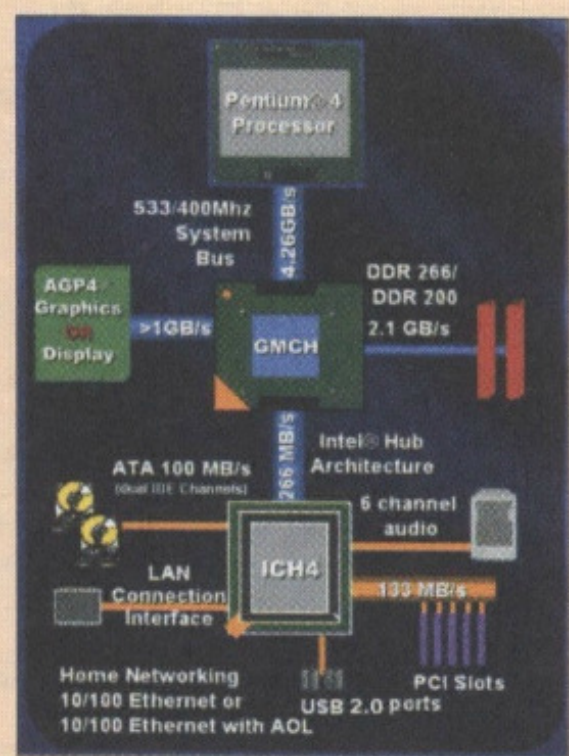 Pentium® 4
Processor
533/400Mhz
System
Bus
4.26GB/s
AGP4x
Graphics
OR
Display
>1GB/s
GMCH
DDR 266/
DDR 200
2.1 GB/s
266 MB/s
Intel® Hub
Architecture
ATA 100 MB/s
(dual IDE Channels)
6 channel
audio
ICH4
LAN
Connection
Interface
133 MB/s
PCI Slots
USB 2.0 ports
Home Networking
10/100 Ethernet or
10/100 Ethernet with AOL